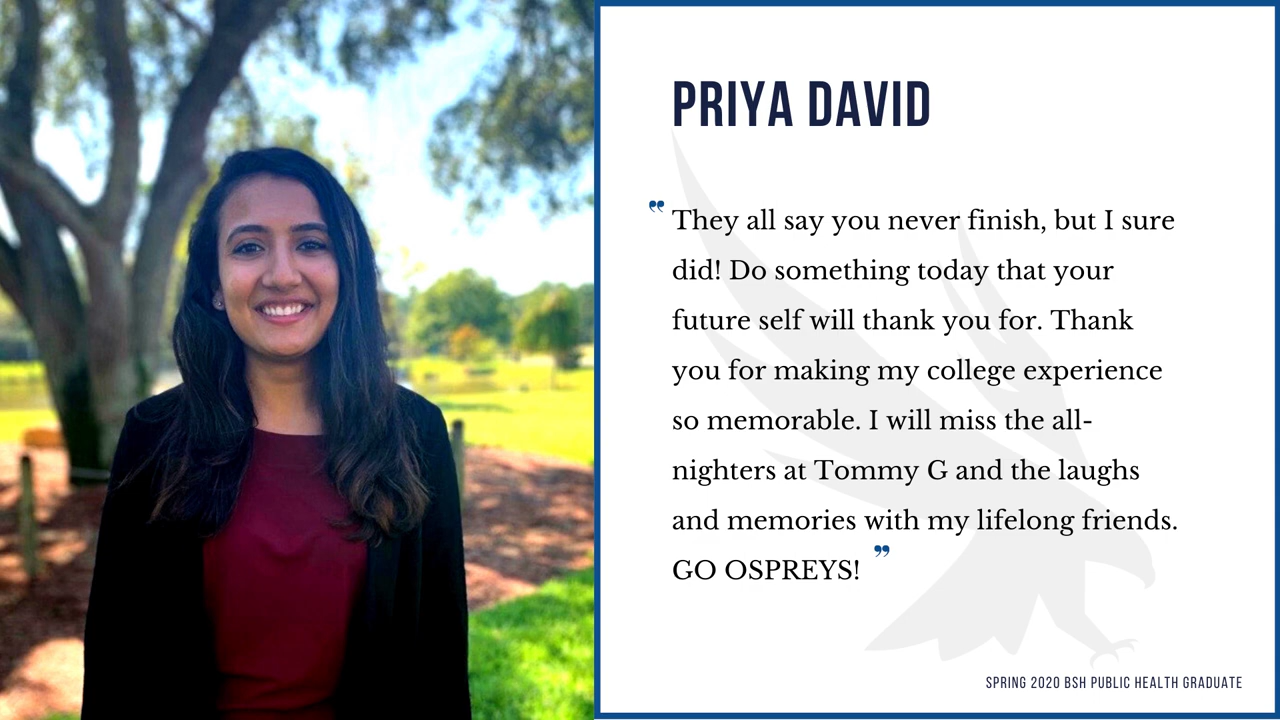 PRIYA DAVID
❞ They all say you never finish, but I sure
did! Do something today that your
future self will thank you for. Thank
you for making my college experience
so memorable. I will miss the all-
nighters at Tommy G and the laughs
and memories with my lifelong friends.
GO OSPREYS! ❞
SPRING 2020 BSH PUBLIC HEALTH GRADUATE